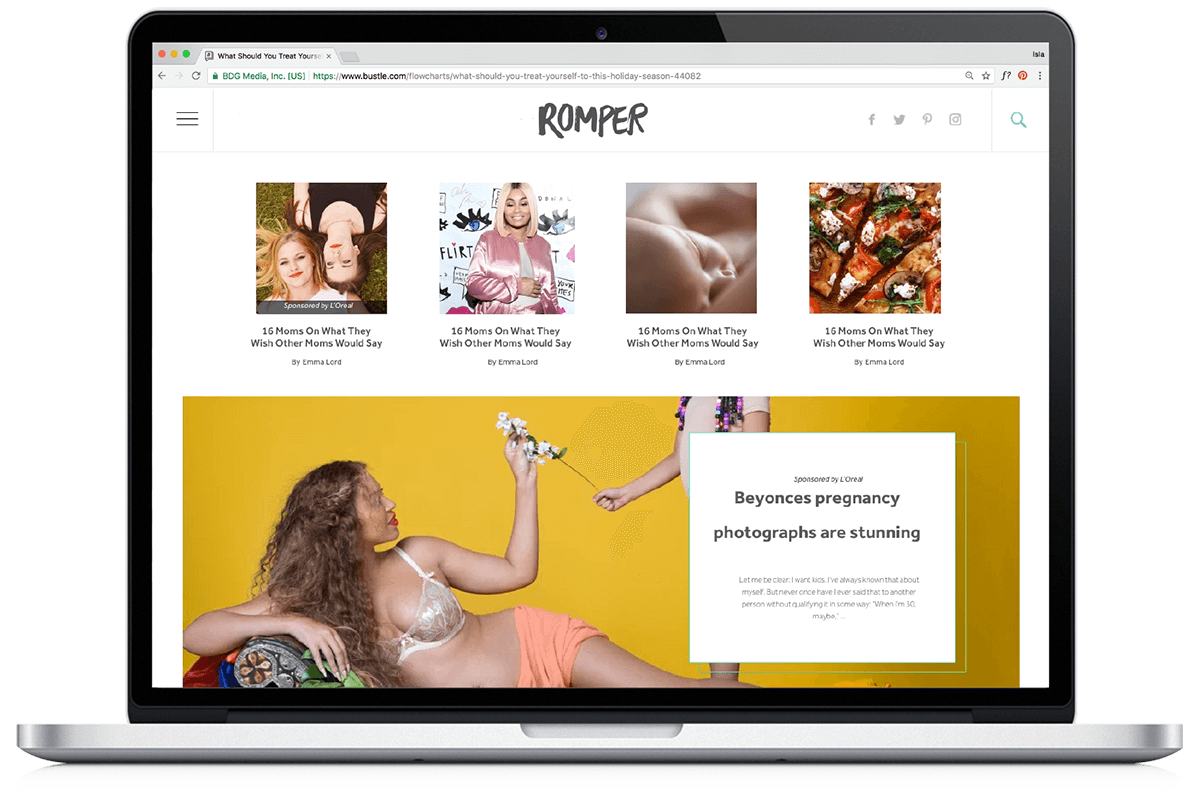 What Should You Treat Yourse
Isla
BDG Media, Inc. [US] https://www.bustle.com/flowcharts/what-should-you-treat-yourself-to-this-holiday-season-44082
f?
ROMPER
FLIRT
Sponsored by L'Oreal
16 Moms On What They
Wish Other Moms Would Say
By Emma Lord
16 Moms On What They
Wish Other Moms Would Say
By Emma Lord
16 Moms On What They
Wish Other Moms Would Say
By Emma Lord
16 Moms On What They
Wish Other Moms Would Say
By Emma Lord
Sponsored by L'Oreal
Beyonces pregnancy
photographs are stunning
Let me be clear: I want kids. I've always known that about
myself. But never once have I ever said that to another
person without qualifying it in some way: "When I'm 30,
maybe," ...